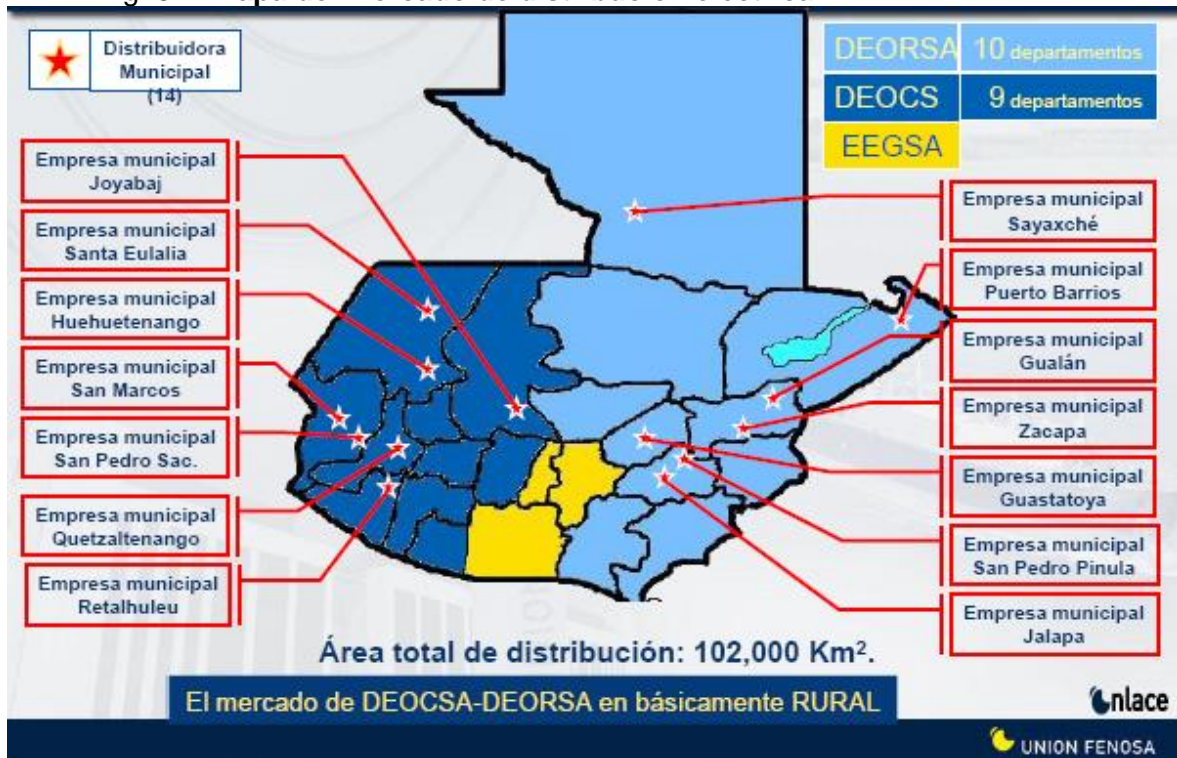 Distribuidora
Municipal
(14)
DEORSA 10 departamentos
DEOCS 9 departamentos
EEGSA
Empresa municipal
Joyabaj
Empresa municipal
Santa Eulalia
Empresa municipal
Huehuetenango
Empresa municipal
San Marcos
Empresa municipal
San Pedro Sac.
Empresa municipal
Quetzaltenango
Empresa municipal
Retalhuleu
Empresa municipal
Sayaxché
Empresa municipal
Puerto Barrios
Empresa municipal
Gualán
Empresa municipal
Zacapa
Empresa municipal
Guastatoya
Empresa municipal
San Pedro Pinula
Empresa municipal
Jalapa
Área total de distribución: 102,000 Km².
El mercado de DEOCSA-DEORSA en básicamente RURAL
Enlace
UNION FENOSA